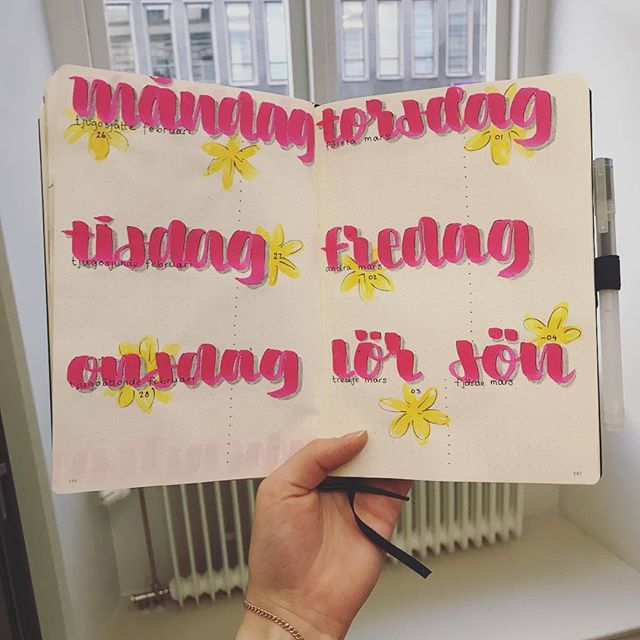 måndag
tjugosjätte februari
26
tisdag
tjugosjunde februari
27
onsdag
tjugoåttonde februari
28
torsdag
första mars
01
fredag
andra mars
02
lör
tredje mars
03
sön
fjärde mars
04
147